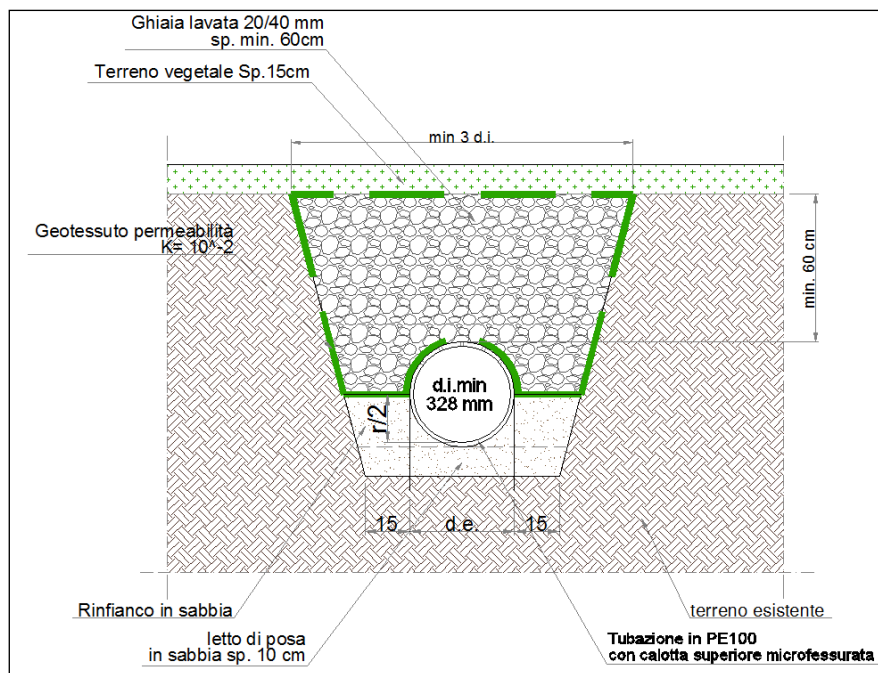 Ghiaia lavata 20/40 mm
sp. min. 60cm
Terreno vegetale Sp.15cm
min 3 d.i.
Geotessuto permeabilità
K= 10^-2
min. 60 cm
d.i.min
328 mm
r/2
15
d.e.
15
Rinfianco in sabbia
terreno esistente
letto di posa
in sabbia sp. 10 cm
Tubazione in PE100
con calotta superiore microfessurata